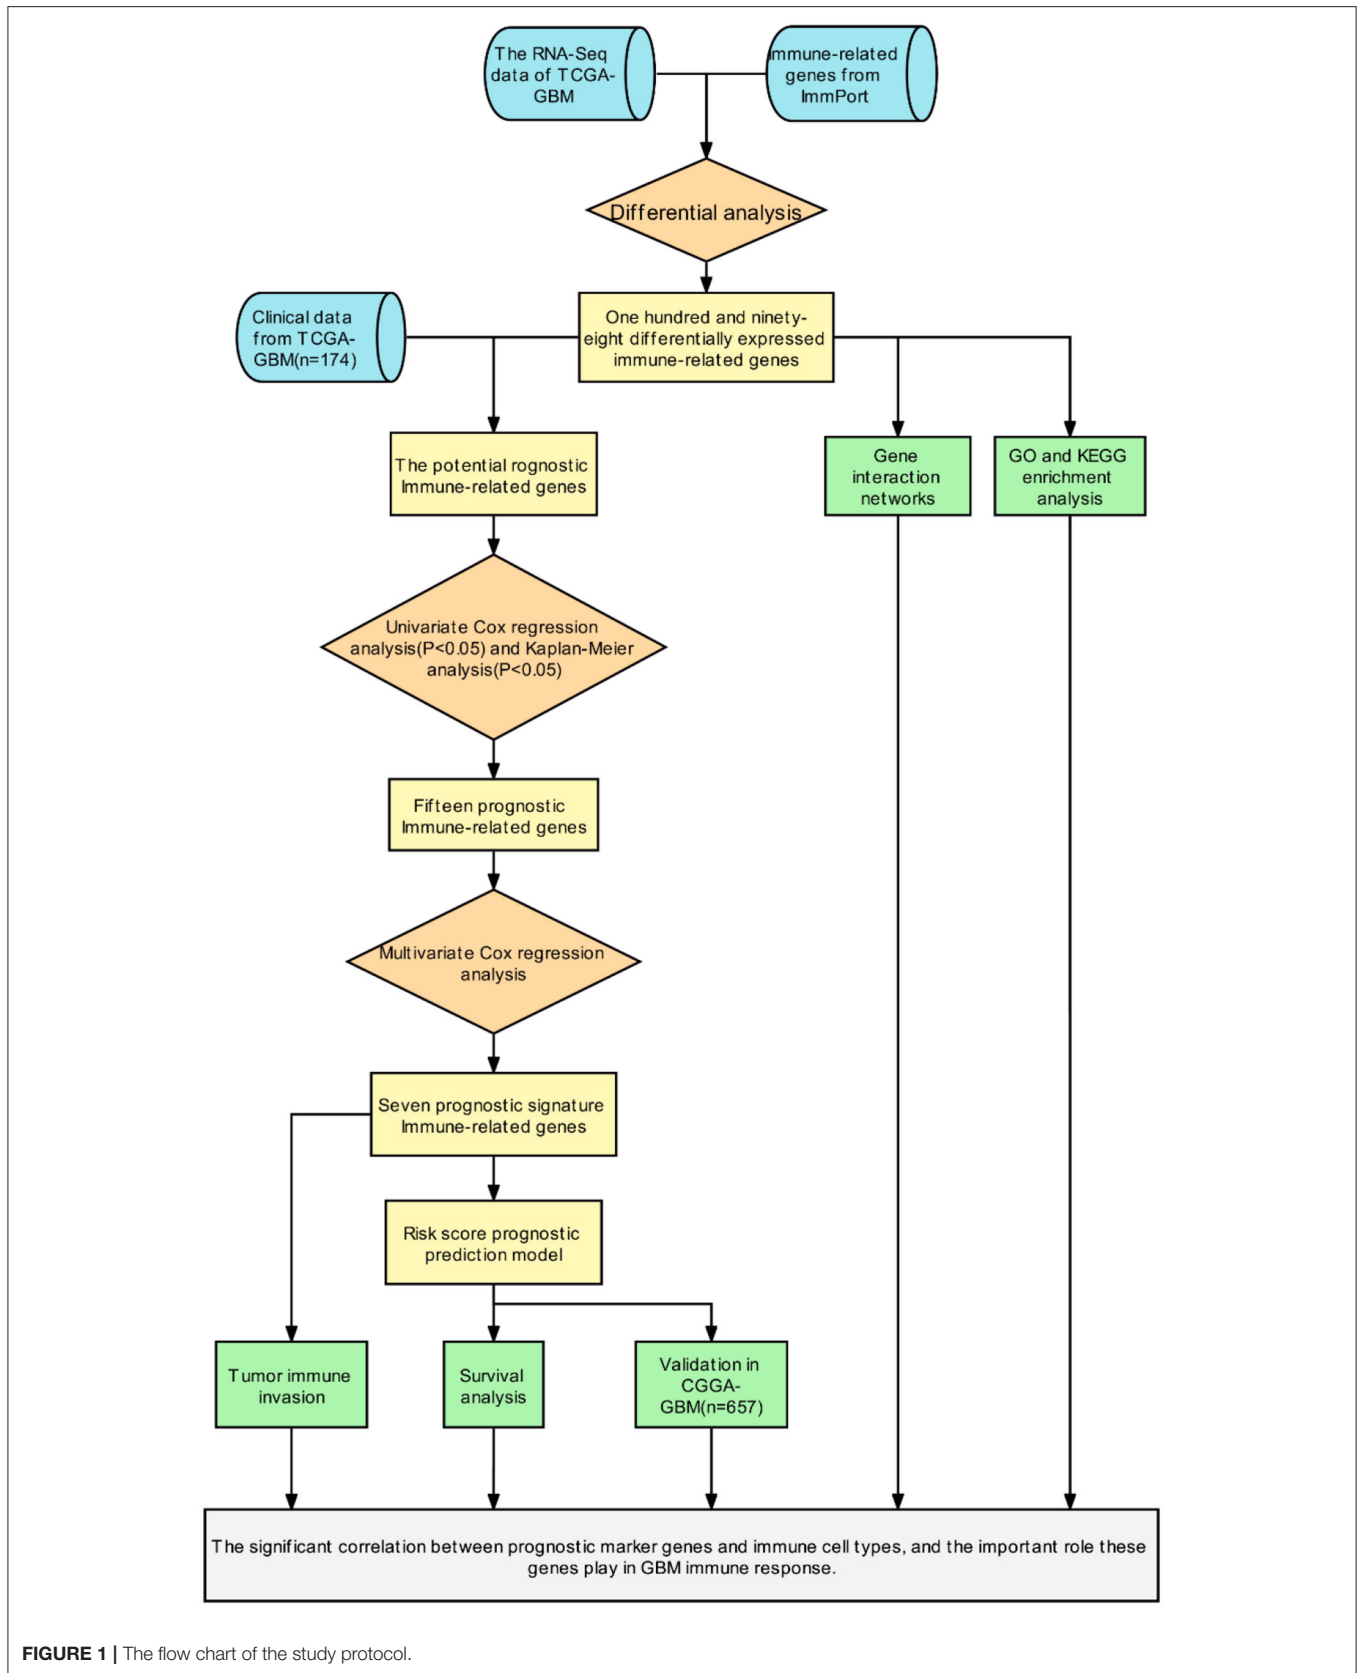 The RNA-Seq
data of TCGA-
GBM
Immune-related
genes from
ImmPort
Differential analysis
Clinical data
from TCGA-
GBM(n=174)
One hundred and ninety-
eight differentially expressed
immune-related genes
The potential rognostic
Immune-related genes
Gene
interaction
networks
GO and KEGG
enrichment
analysis
Univariate Cox regression
analysis(P<0.05) and Kaplan-Meier
analysis(P<0.05)
Fifteen prognostic
Immune-related genes
Multivariate Cox regression
analysis
Seven prognostic signature
Immune-related genes
Risk score prognostic
prediction model
Tumor immune
invasion
Survival
analysis
Validation in
CGGA-
GBM(n=657)
The significant correlation between prognostic marker genes and immune cell types, and the important role these
genes play in GBM immune response.
FIGURE 1 | The flow chart of the study protocol.